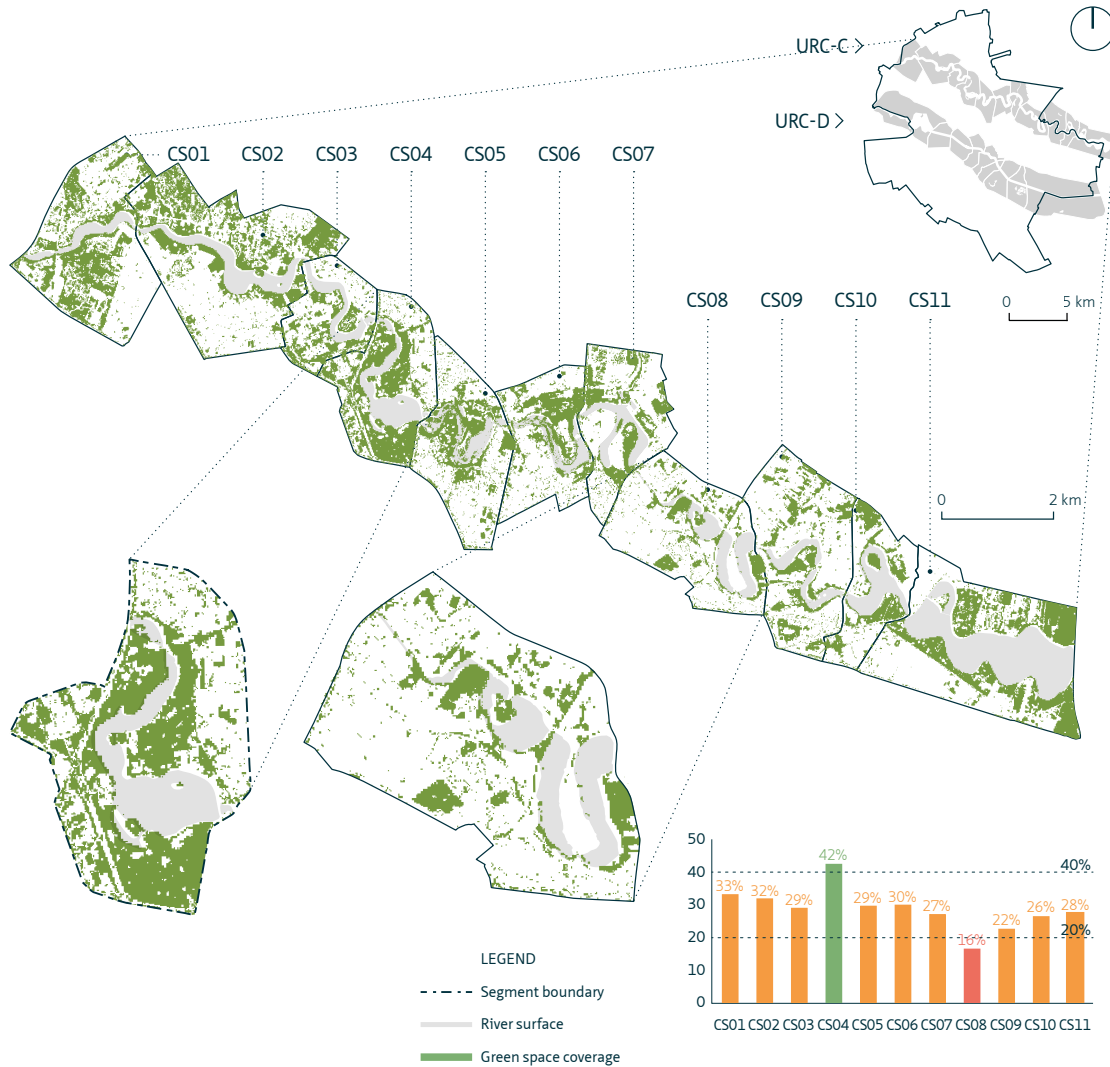 URC-C
URC-D
CS01 CS02 CS03 CS04 CS05 CS06 CS07
CS08 CS09 CS10 CS11
0 5 km
0 2 km
50
40
30
20
10
0
40%
20%
33% 32% 29% 42% 29% 30% 27% 16% 22% 26% 28%
CS01 CS02 CS03 CS04 CS05 CS06 CS07 CS08 CS09 CS10 CS11
LEGEND
Segment boundary
River surface
Green space coverage